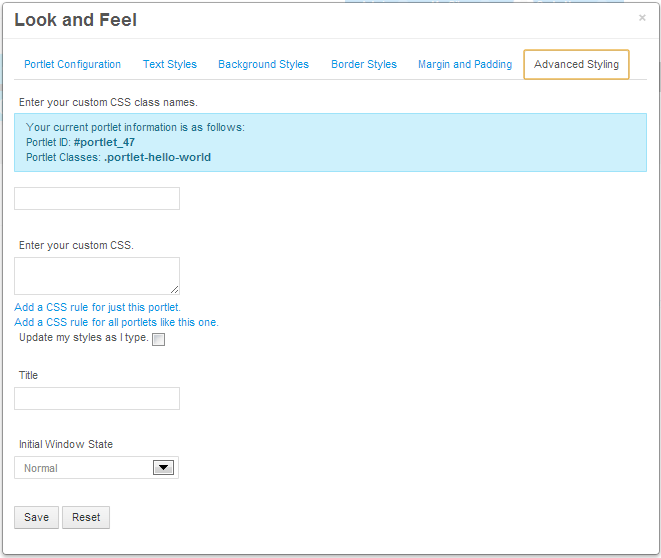 Look and Feel
×
Portlet Configuration Text Styles Background Styles Border Styles Margin and Padding Advanced Styling
Enter your custom CSS class names.
Your current portlet information is as follows:
Portlet ID: #portlet_47
Portlet Classes: .portlet-hello-world
Enter your custom CSS.
Add a CSS rule for just this portlet.
Add a CSS rule for all portlets like this one.
Update my styles as I type.
Title
Initial Window State
Normal
Save Reset